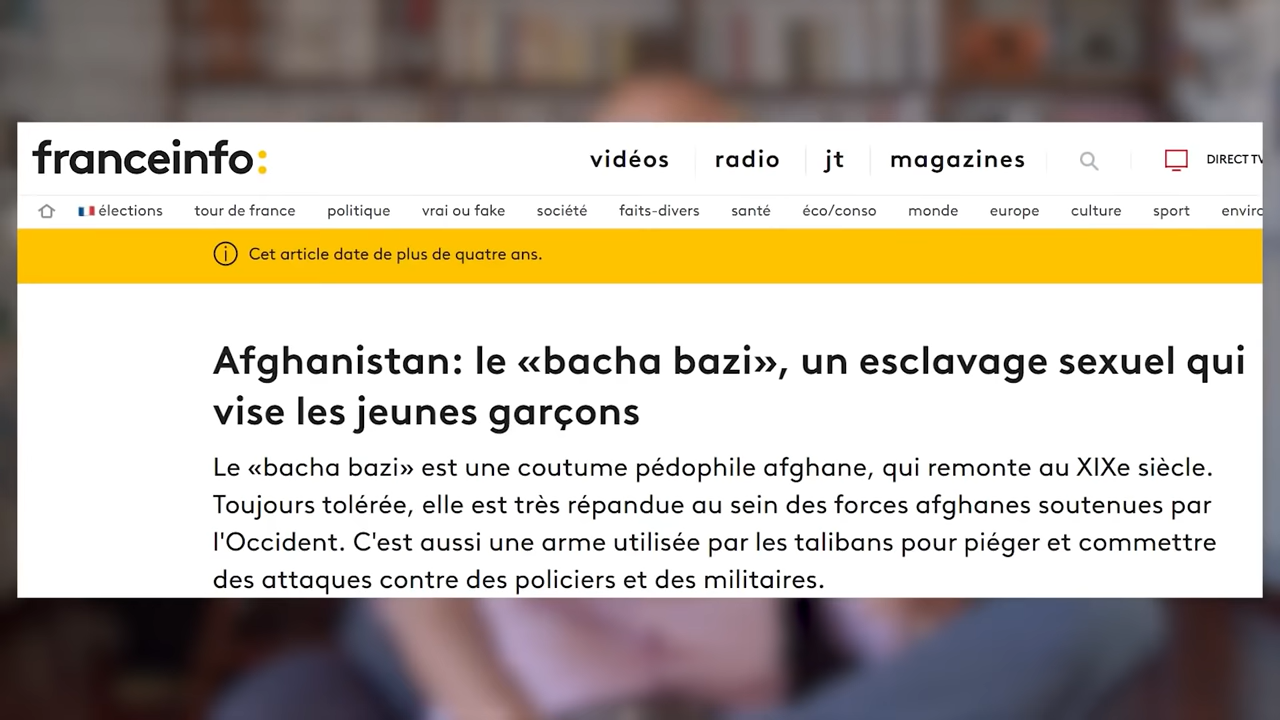 franceinfo:
vidéos radio jt magazines DIRECT TV
élections tour de france politique vrai ou fake société faits-divers santé éco/conso monde europe culture sport enviro
Cet article date de plus de quatre ans.
Afghanistan: le «bacha bazi», un esclavage sexuel qui
vise les jeunes garçons
Le «bacha bazi» est une coutume pédophile afghane, qui remonte au XIXe siècle.
Toujours tolérée, elle est très répandue au sein des forces afghanes soutenues par
l'Occident. C'est aussi une arme utilisée par les talibans pour piéger et commettre
des attaques contre des policiers et des militaires.